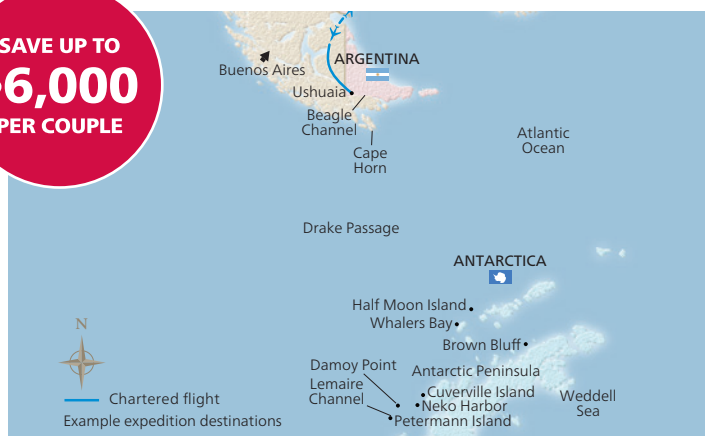 SAVE UP TO
6,000
PER COUPLE
ARGENTINA
Buenos Aires
Ushuaia
Beagle
Channel
Cape
Horn
Atlantic
Ocean
Drake Passage
ANTARCTICA
Half Moon Island
Whalers Bay
Brown Bluff
N
Damoy Point
Antarctic Peninsula
Lemaire
Channel
Cuverville Island
Neko Harbor
Petermann Island
Weddell
Sea
Chartered flight
Example expedition destinations